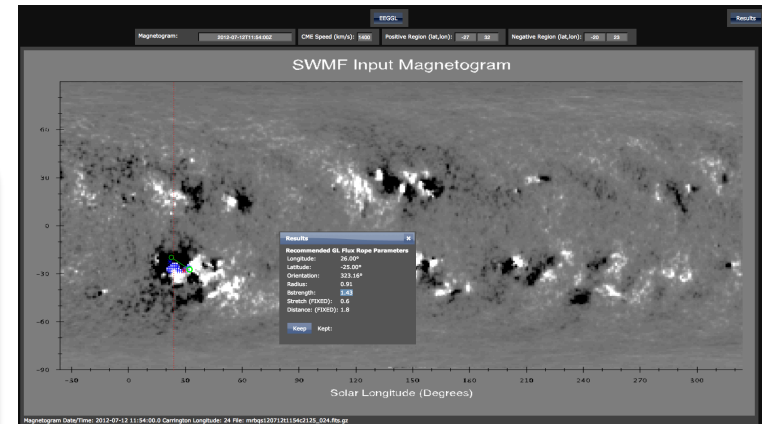 EEGGL
Results
Magnetogram: 2012-07-12T11:54:00Z CME Speed (km/s): 1400 Positive Region (lat,lon): -27 32 Negative Region (lat,lon): -20 23
SWMF Input Magnetogram
60
30
0
-30
-60
-90
Results x
Recommended GL Flux Rope Parameters
Longitude: 26.00°
Latitude: -25.00°
Orientation: 323.16°
Radius: 0.91
Bstrength: 1.43
Stretch (FIXED): 0.6
Distance: (FIXED): 1.8
Keep Kept:
-30 0 30 60 90 120 150 180 210 240 270 300
Solar Longitude (Degrees)
Magnetogram Date/Time: 2012-07-12 11:54:00.0 Carrington Longitude: 24 File: mrbqs120712t1154c2125_024.fits.gz